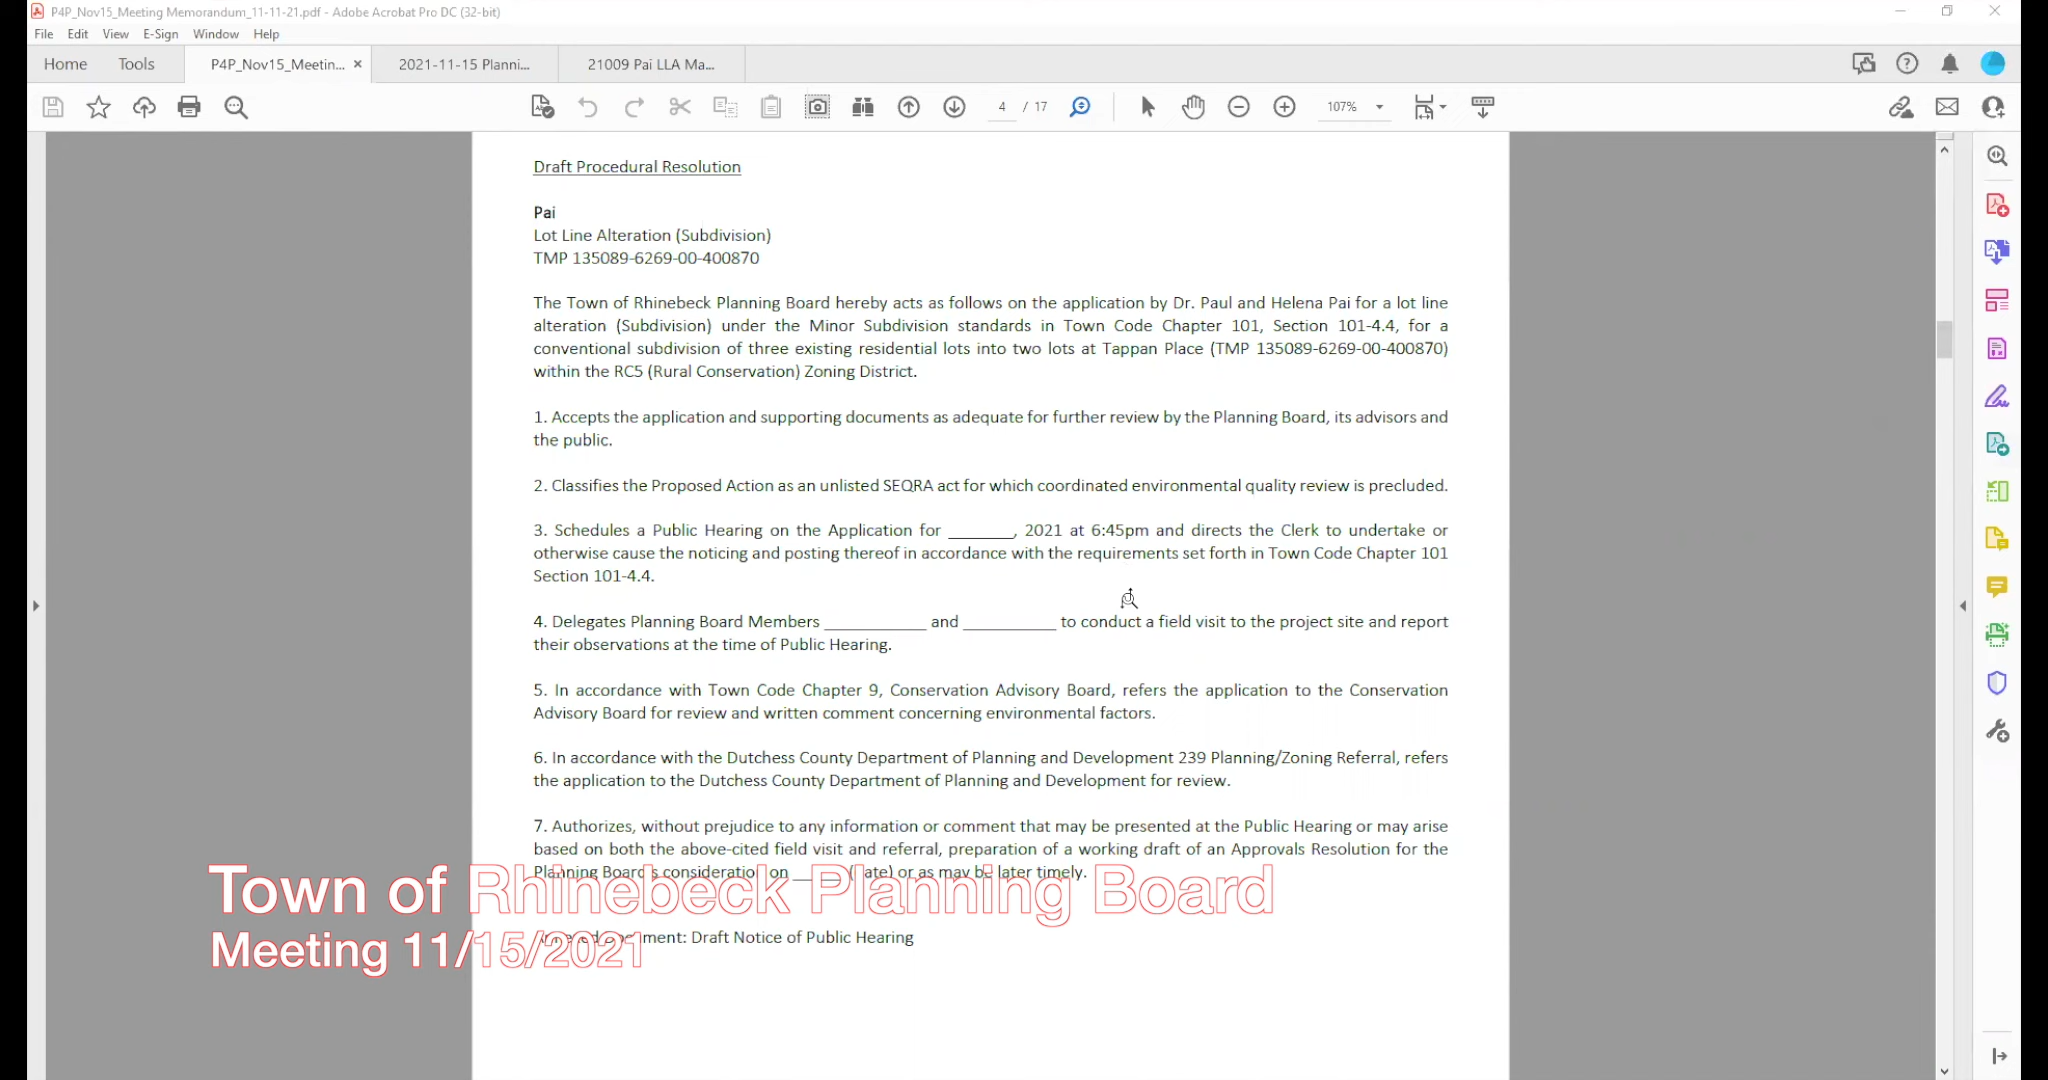 P4P_Nov15_Meeting Memorandum_11-11-21.pdf - Adobe Acrobat Pro DC (32-bit)
File Edit View E-Sign Window Help
Home Tools P4P_Nov15_Meetin... × 2021-11-15 Planni... 21009 Pai LLA Ma...
4 / 17 107%
Draft Procedural Resolution
Pai
Lot Line Alteration (Subdivision)
TMP 135089-6269-00-400870
The Town of Rhinebeck Planning Board hereby acts as follows on the application by Dr. Paul and Helena Pai for a lot line
alteration (Subdivision) under the Minor Subdivision standards in Town Code Chapter 101, Section 101-4.4, for a
conventional subdivision of three existing residential lots into two lots at Tappan Place (TMP 135089-6269-00-400870)
within the RC5 (Rural Conservation) Zoning District.
1. Accepts the application and supporting documents as adequate for further review by the Planning Board, its advisors and
the public.
2. Classifies the Proposed Action as an unlisted SEQRA act for which coordinated environmental quality review is precluded.
3. Schedules a Public Hearing on the Application for _______, 2021 at 6:45pm and directs the Clerk to undertake or
otherwise cause the noticing and posting thereof in accordance with the requirements set forth in Town Code Chapter 101
Section 101-4.4.
4. Delegates Planning Board Members ___________ and __________ to conduct a field visit to the project site and report
their observations at the time of Public Hearing.
5. In accordance with Town Code Chapter 9, Conservation Advisory Board, refers the application to the Conservation
Advisory Board for review and written comment concerning environmental factors.
6. In accordance with the Dutchess County Department of Planning and Development 239 Planning/Zoning Referral, refers
the application to the Dutchess County Department of Planning and Development for review.
7. Authorizes, without prejudice to any information or comment that may be presented at the Public Hearing or may arise
based on both the above-cited field visit and referral, preparation of a working draft of an Approvals Resolution for the
Planning Board's consideration on _____ (date) or as may be later timely.
Town of Rhinebeck Planning Board
Document: Draft Notice of Public Hearing
Meeting 11/15/2021